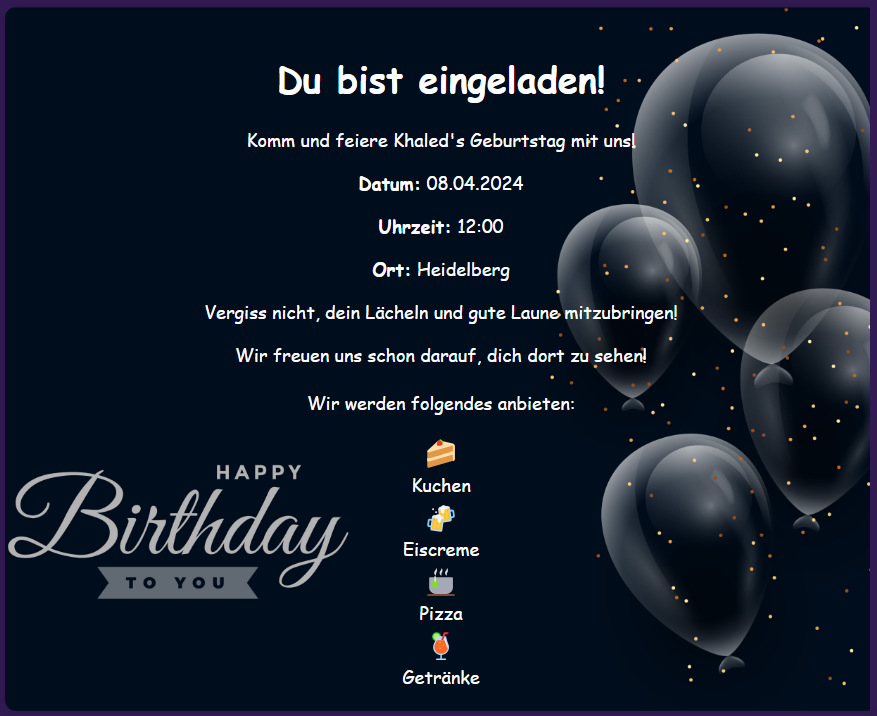 Du bist eingeladen!
Komm und feiere Khaled's Geburtstag mit uns!
Datum: 08.04.2024
Uhrzeit: 12:00
Ort: Heidelberg
Vergiss nicht, dein Lächeln und gute Laune mitzubringen!
Wir freuen uns schon darauf, dich dort zu sehen!
Wir werden folgendes anbieten:
Kuchen
Eiscreme
Pizza
Getränke
HAPPY
Birthday
TO YOU